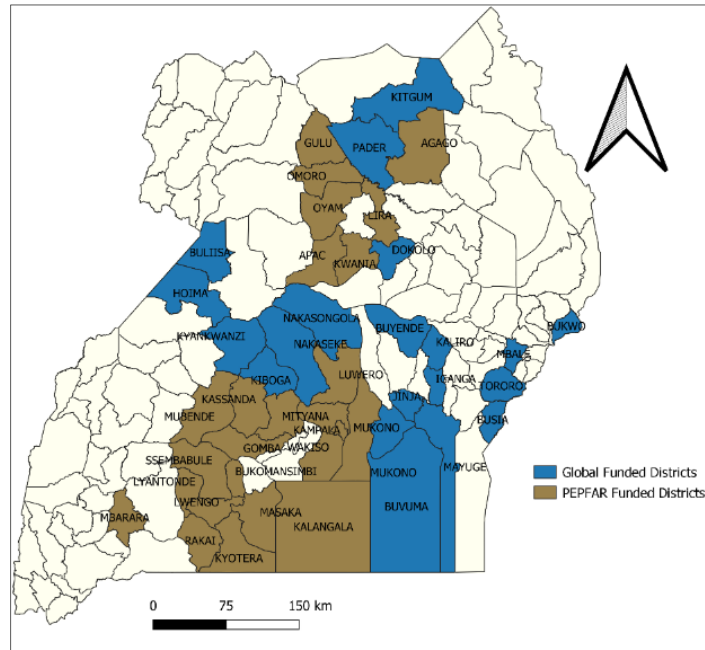 KITGUM
GULU
PADER
AGAGO
OMORO
OYAM
LIRA
BULIISA
APAC
KWANIA
DOKOLO
HOIMA
NAKASONGOLA
BUYENDE
BUKWO
KYANKWANZI
NAKASEKE
KALIRO
MBALE
KIBOGA
LUWERO
IGANGA
TORORO
KASSANDA
JINJA
MUBENDE
MITYANA
BUSIA
KAMPALA
MUKONO
GOMBA
WAKISO
SSEMBABULE
BUKOMANSIMBI
MUKONO
MAYUGE
Global Funded Districts
LYANTONDE
PEPFAR Funded Districts
LWENGO
MASAKA
BUVUMA
MBARARA
KALANGALA
RAKAI
KYOTERA
0 75 150 km